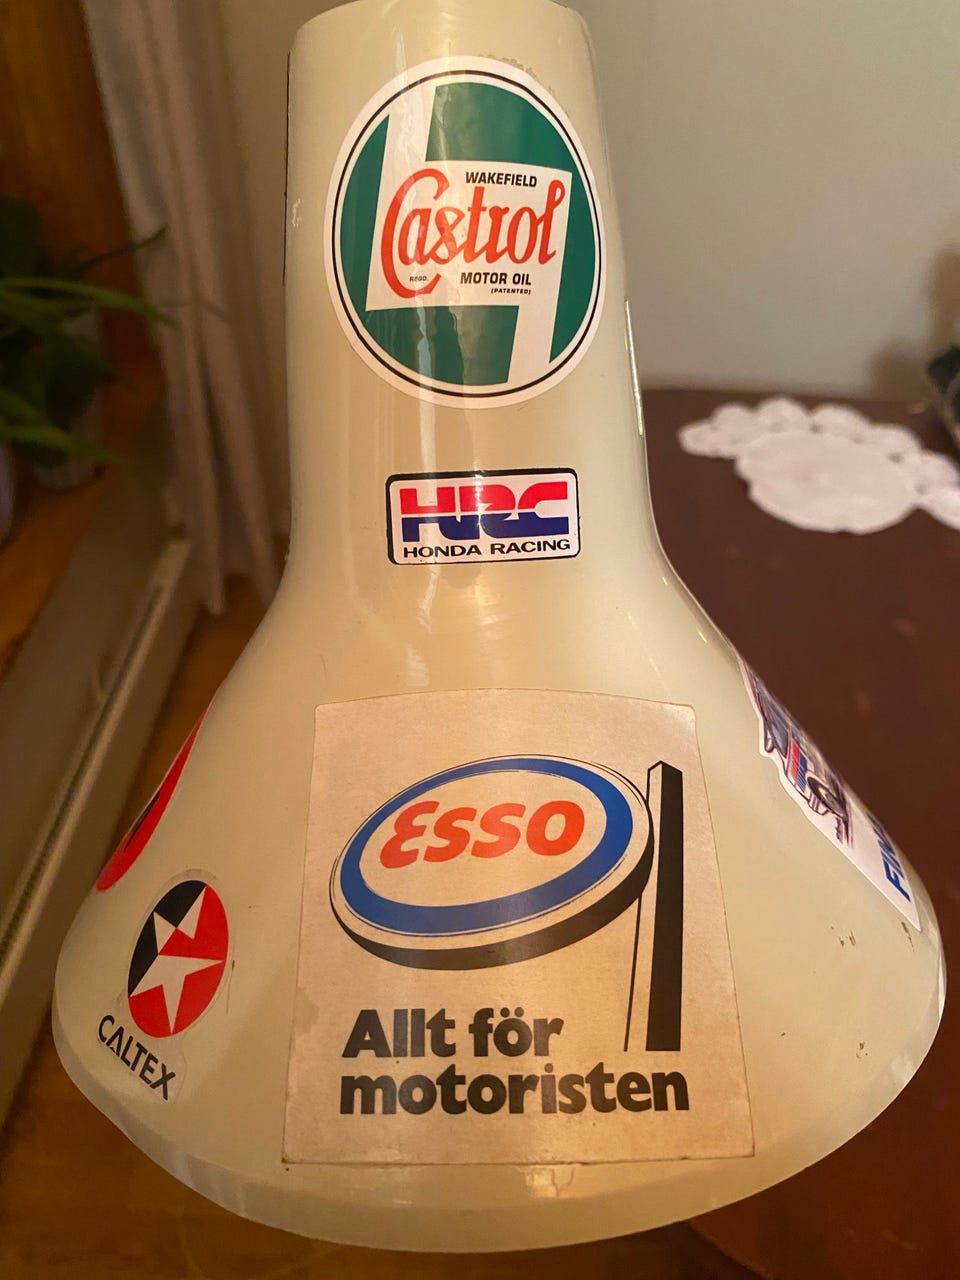 WAKEFIELD
Castrol
REGD. MOTOR OIL
(PATENTED)
HRC
HONDA RACING
ESSO
Allt för
motoristen
CALTEX